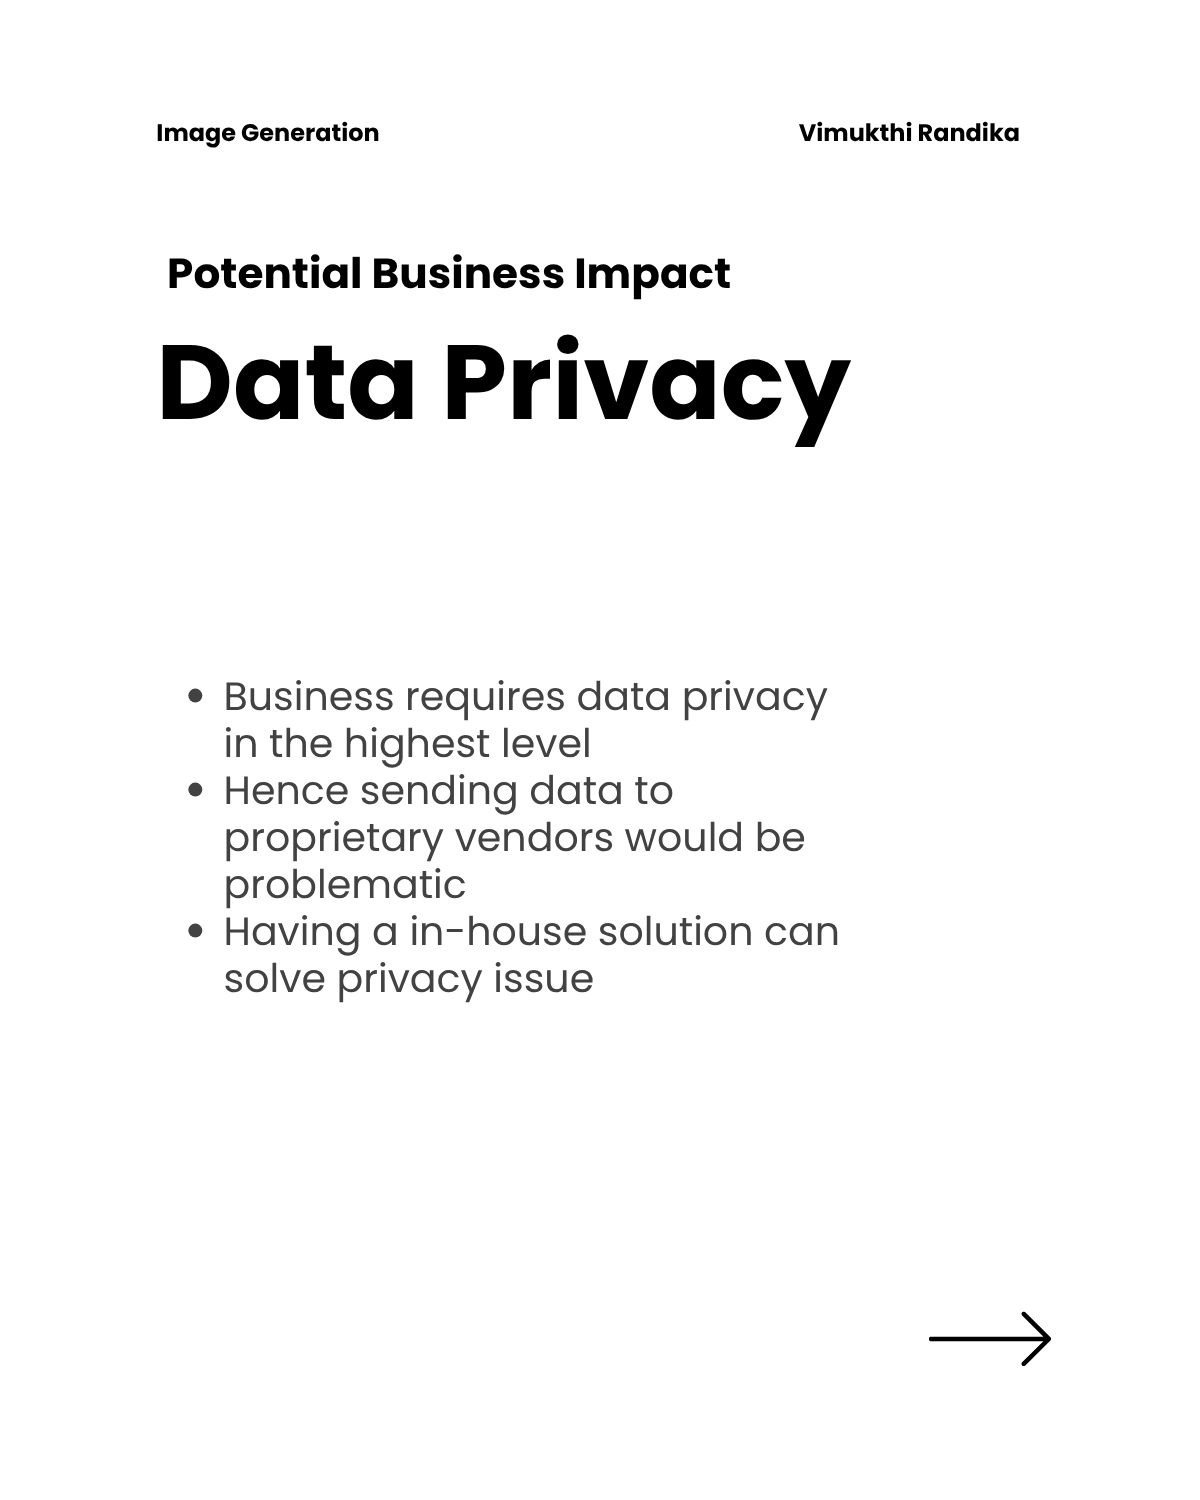 Image Generation
Vimukthi Randika
Potential Business Impact
Data Privacy
• Business requires data privacy
in the highest level
• Hence sending data to
proprietary vendors would be
problematic
• Having a in-house solution can
solve privacy issue